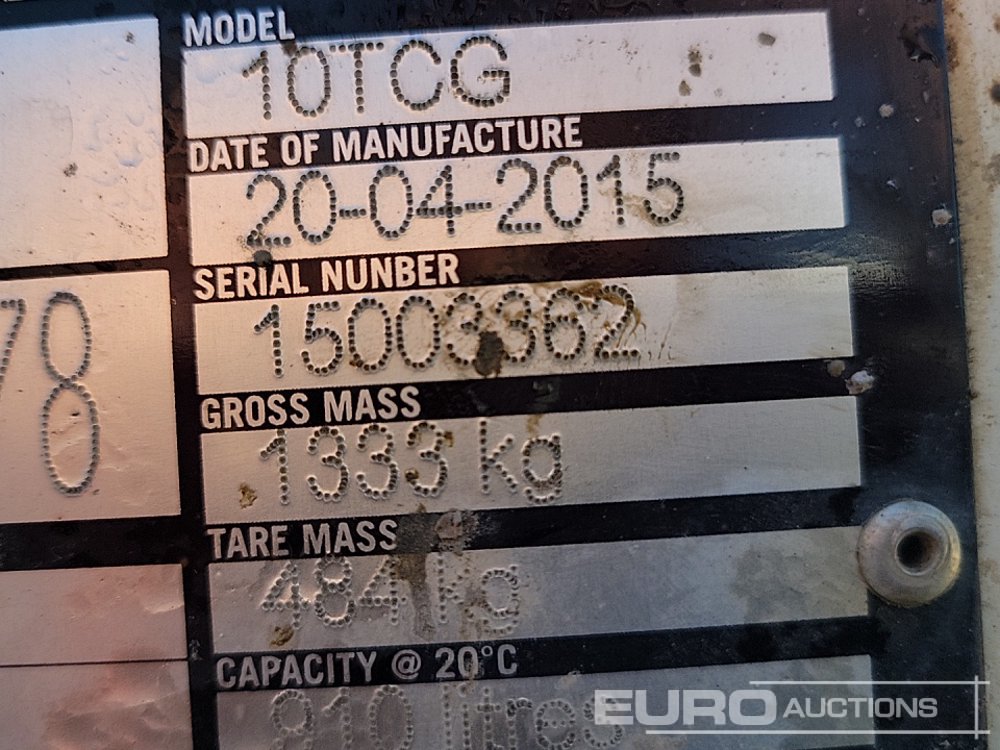 MODEL
10TCG
DATE OF MANUFACTURE
20-04-2015
SERIAL NUNBER
15003362
78
GROSS MASS
1333 kg
0
TARE MASS
484 kg
CAPACITY @ 20°C
910 litres
EURO AUCTIONS